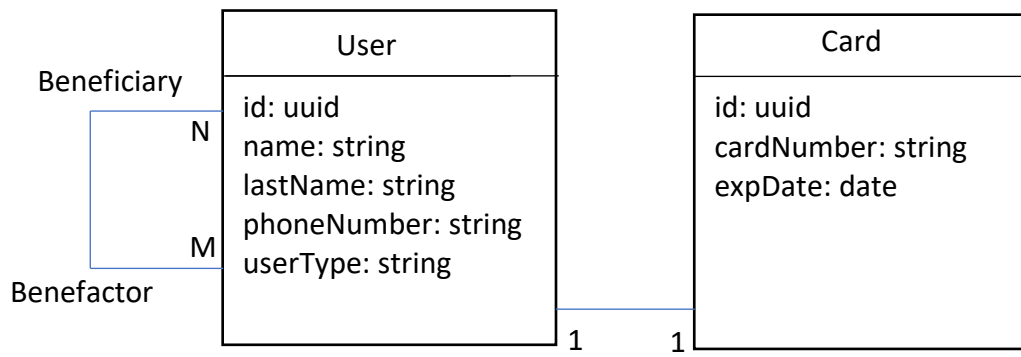 User
id: uuid
name: string
lastName: string
phoneNumber: string
userType: string
Beneficiary
N
M
Benefactor
1
1
Card
id: uuid
cardNumber: string
expDate: date